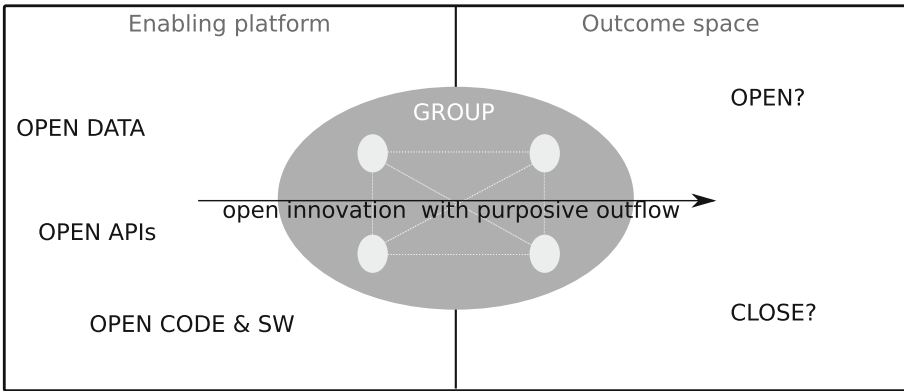 Enabling platform
Outcome space
OPEN?
GROUP
OPEN DATA
open innovation with purposive outflow
OPEN APIs
CLOSE?
OPEN CODE & SW